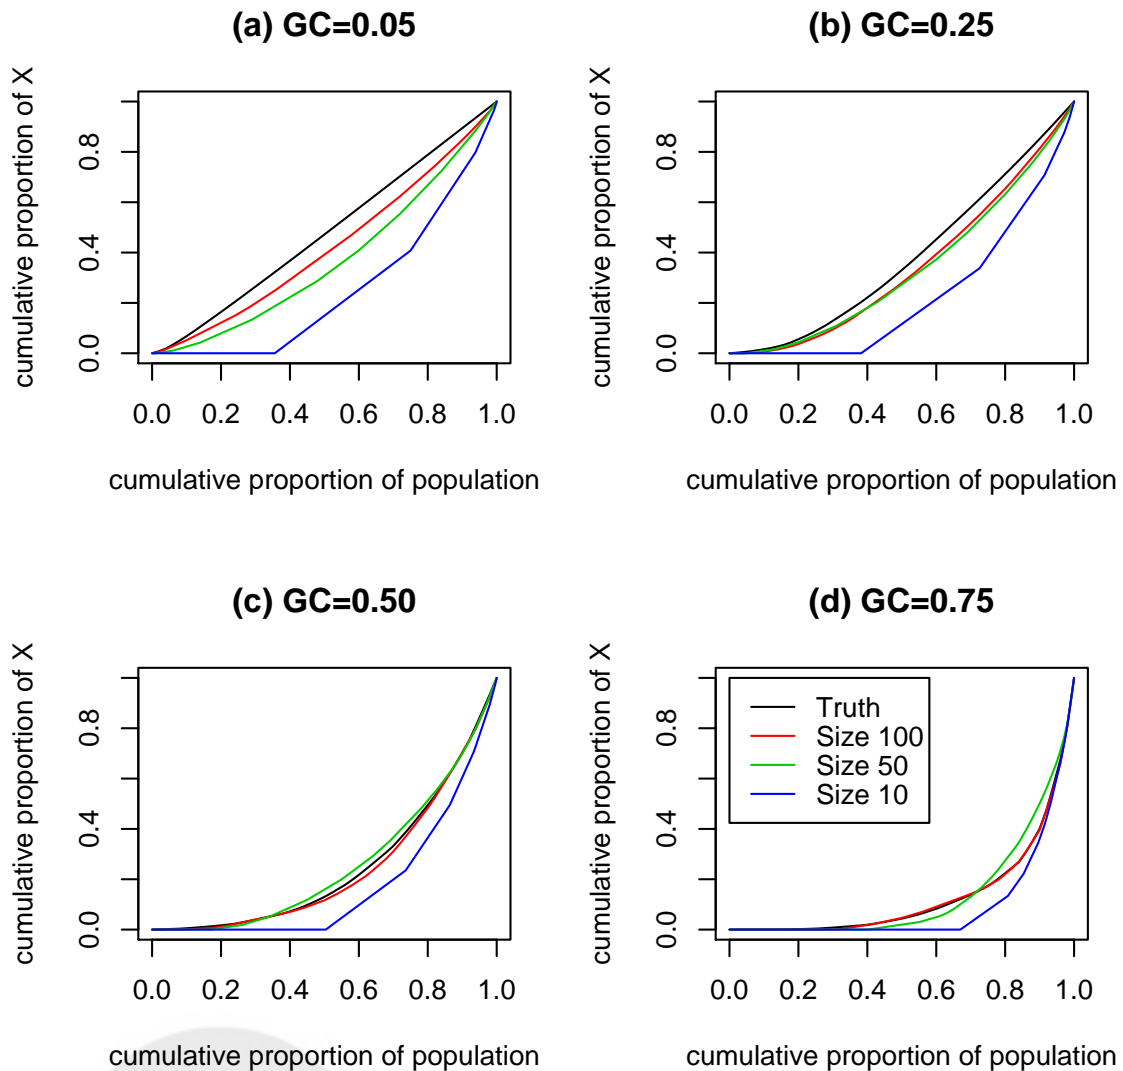 (a) GC=0.05
cumulative proportion of X
0.0 0.4 0.8
0.0 0.2 0.4 0.6 0.8 1.0
cumulative proportion of population
(b) GC=0.25
cumulative proportion of X
0.0 0.4 0.8
0.0 0.2 0.4 0.6 0.8 1.0
cumulative proportion of population
(c) GC=0.50
cumulative proportion of X
0.0 0.4 0.8
0.0 0.2 0.4 0.6 0.8 1.0
cumulative proportion of population
(d) GC=0.75
cumulative proportion of X
0.0 0.4 0.8
Truth
Size 100
Size 50
Size 10
0.0 0.2 0.4 0.6 0.8 1.0
cumulative proportion of population